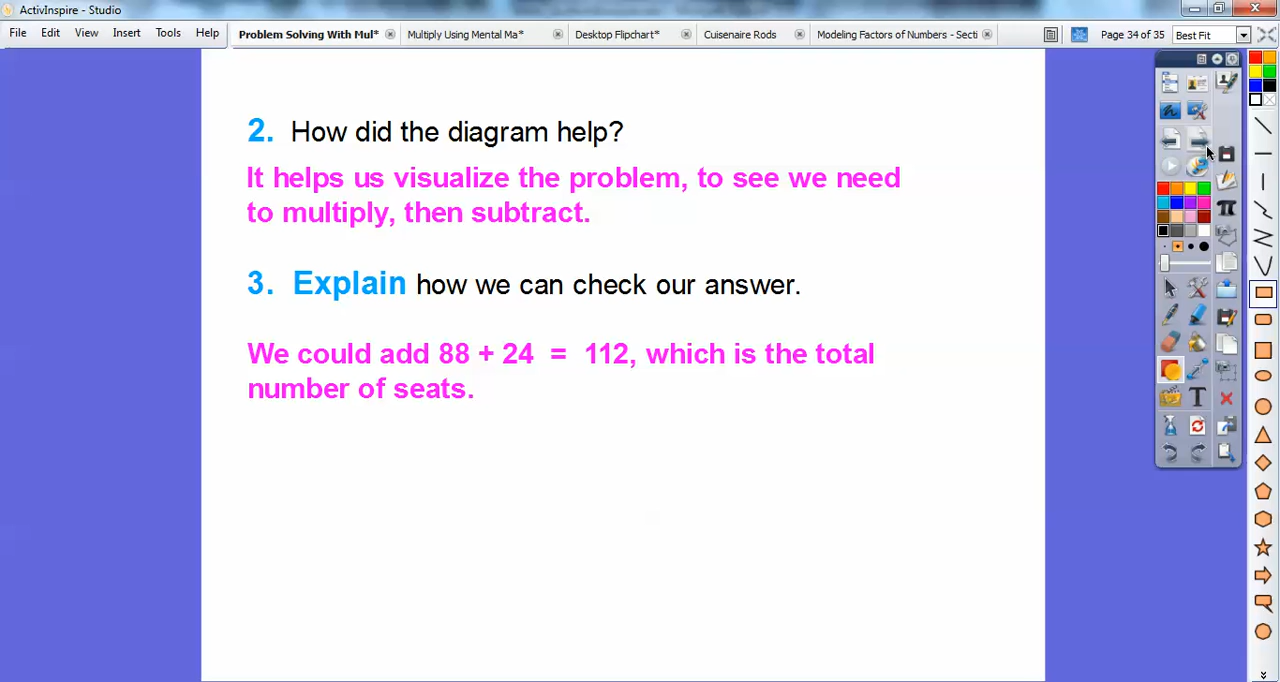 ActivInspire - Studio
File Edit View Insert Tools Help
Problem Solving With Mul* Multiply Using Mental Ma* Desktop Flipchart* Cuisenaire Rods Modeling Factors of Numbers - Secti
Page 34 of 35 Best Fit
2. How did the diagram help?
It helps us visualize the problem, to see we need
to multiply, then subtract.
3. Explain how we can check our answer.
We could add 88 + 24 = 112, which is the total
number of seats.